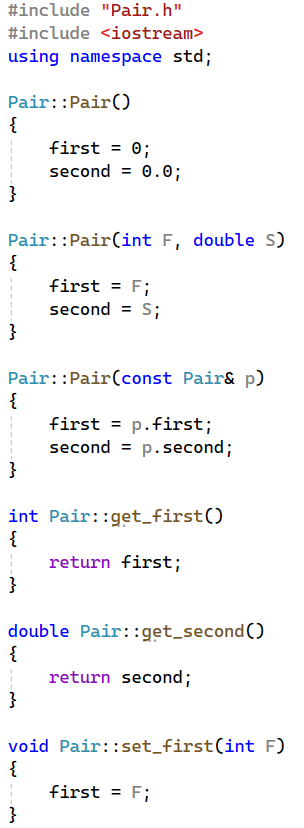 #include "Pair.h"
#include <iostream>
using namespace std;

Pair::Pair()
{
    first = 0;
    second = 0.0;
}

Pair::Pair(int F, double S)
{
    first = F;
    second = S;
}

Pair::Pair(const Pair& p)
{
    first = p.first;
    second = p.second;
}

int Pair::get_first()
{
    return first;
}

double Pair::get_second()
{
    return second;
}

void Pair::set_first(int F)
{
    first = F;
}